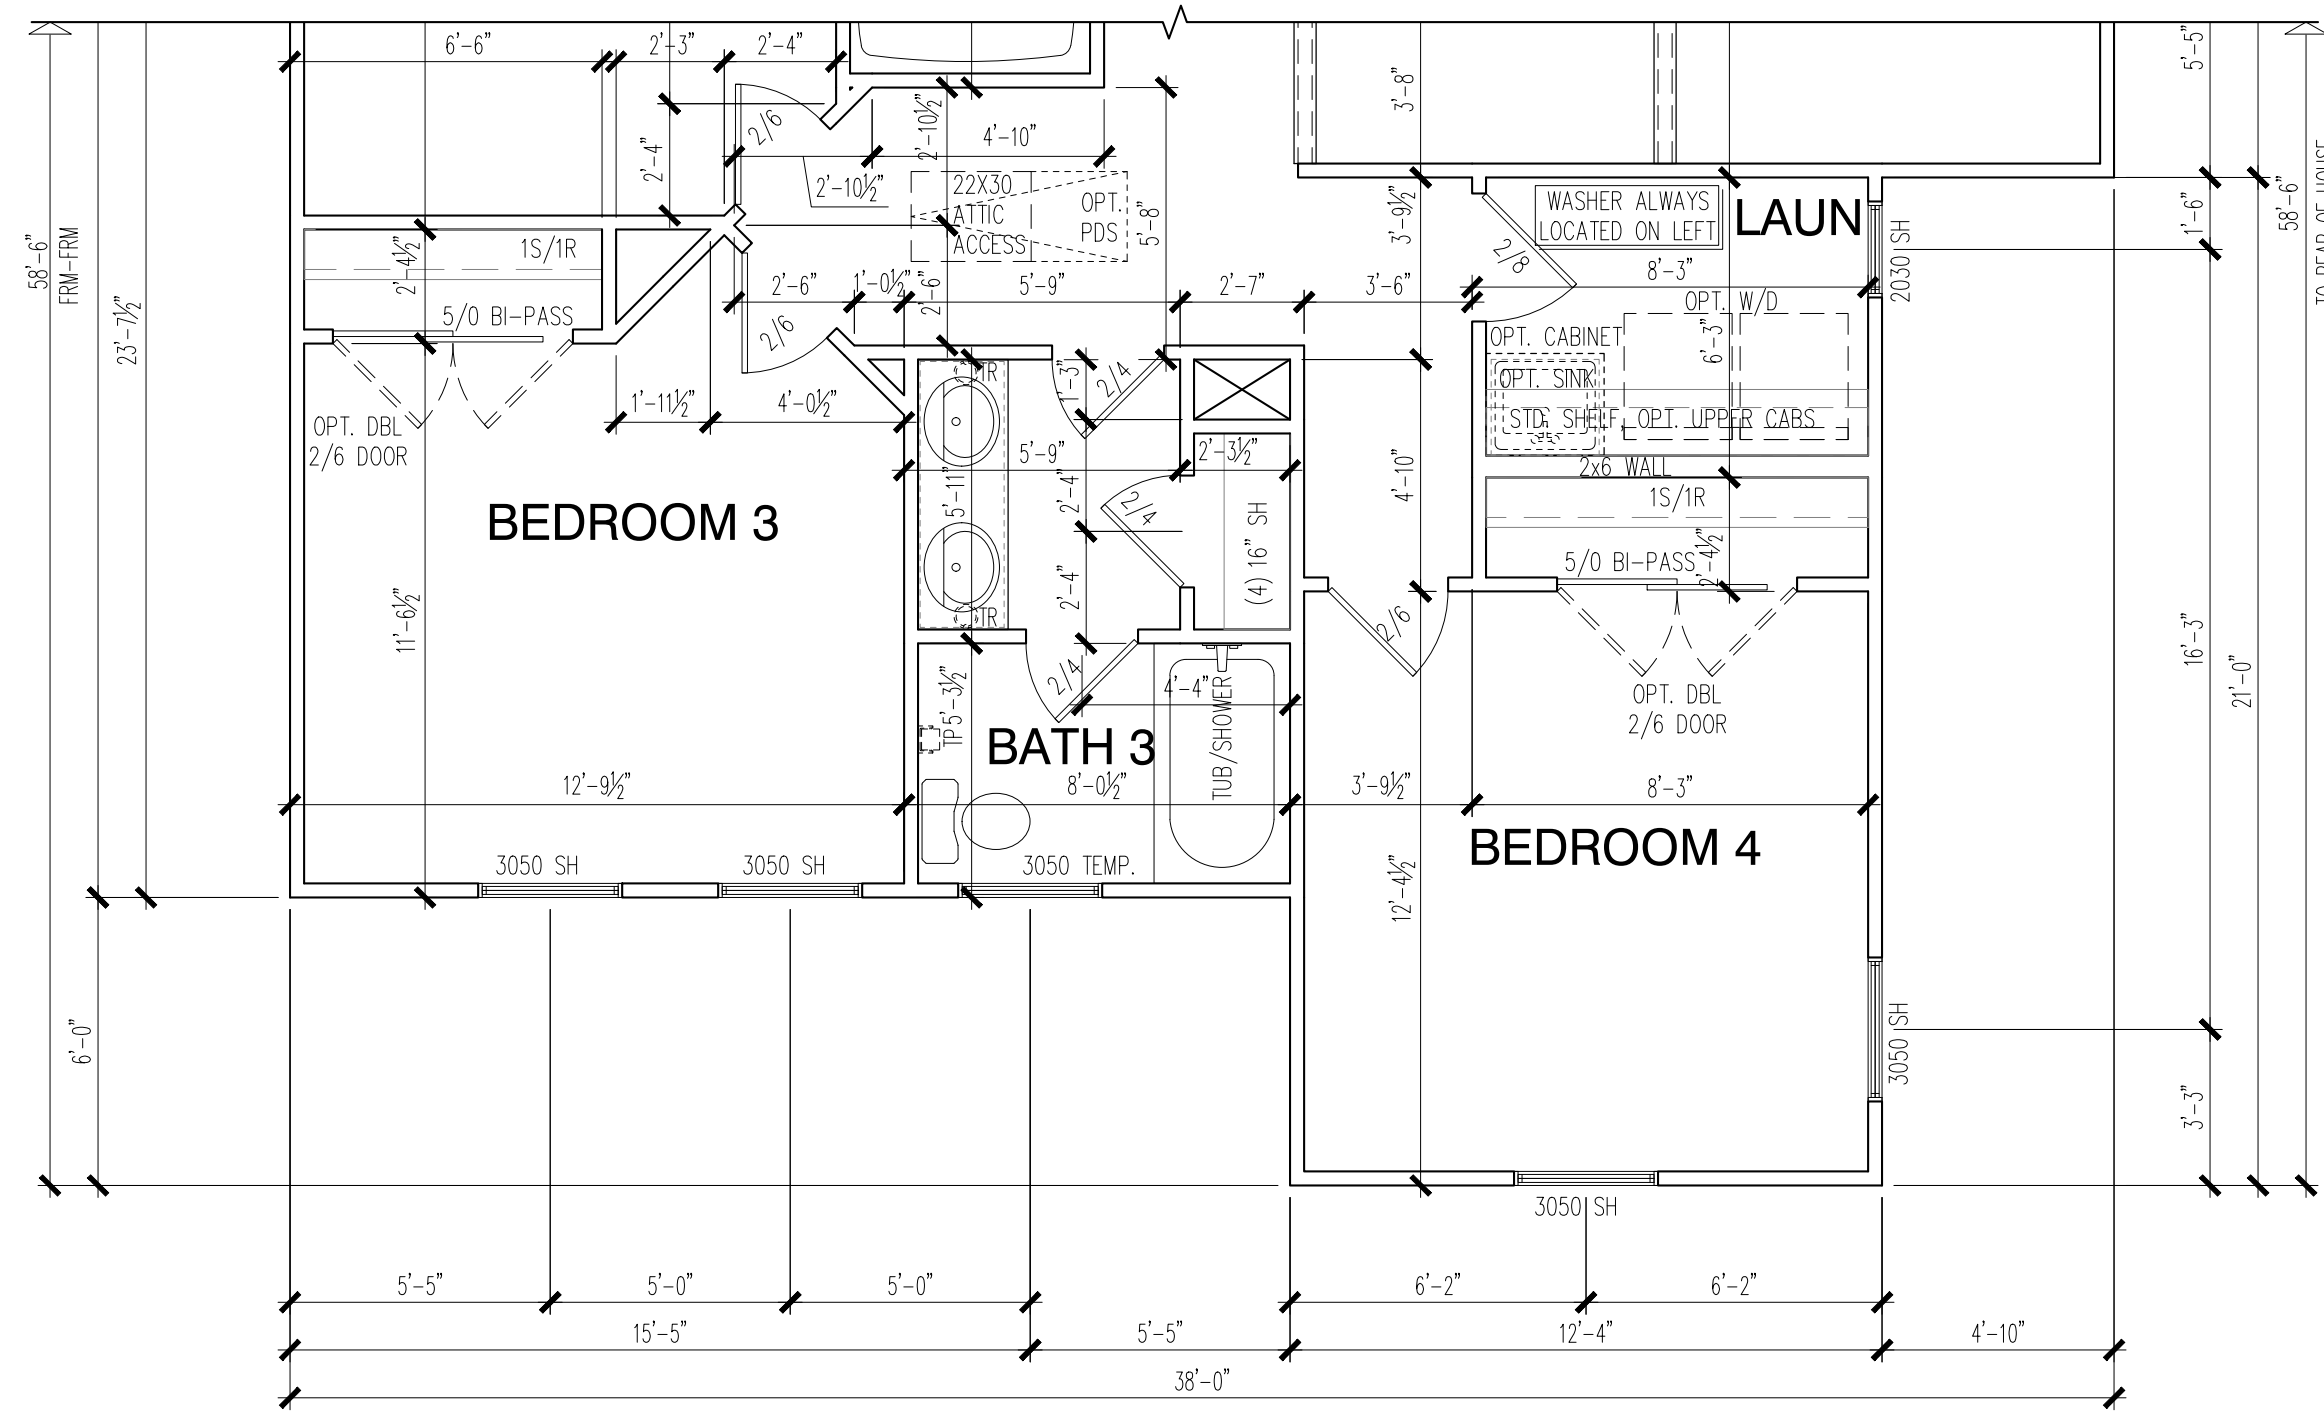 6'-6"
2'-3"
2'-4"
5'-5"
3'-8"
2/6
2'-10½"
4'-10"
2'-4"
2'-10½"
22X30
ATTIC
ACCESS
OPT.
PDS
5'-8"
3'-9½"
WASHER ALWAYS
LOCATED ON LEFT
LAUN
2/8
8'-3"
2030 SH
1'-6"
58'-6"
TO REAR OF HOUSE
58'-6"
FRM-FRM
23'-7½"
1S/1R
2'-4½"
5/0 BI-PASS
2'-6"
1'-0½"
2'-6"
5'-9"
2'-7"
3'-6"
2/6
OPT. W/D
6'-3"
OPT. CABINET
OPT. SINK
STD. SHELF, OPT. UPPER CABS
2x6 WALL
1'-11½"
4'-0½"
TR
1'-3"
2/4
OPT. DBL
2/6 DOOR
5'-9"
2'-3½"
4'-10"
5'-11"
2'-4"
2/4
(4) 16" SH
1S/1R
5/0 BI-PASS
2'-4½"
BEDROOM 3
11'-6½"
TR
2'-4"
2/6
16'-3"
21'-0"
2/4
4'-4"
TUB/SHOWER
5'-3½"
TP
OPT. DBL
2/6 DOOR
BATH 3
12'-9½"
8'-0½"
3'-9½"
8'-3"
BEDROOM 4
3050 SH
3050 SH
3050 TEMP.
12'-4½"
6'-0"
3050 SH
3'-3"
3050 SH
5'-5"
5'-0"
5'-0"
6'-2"
6'-2"
15'-5"
5'-5"
12'-4"
4'-10"
38'-0"